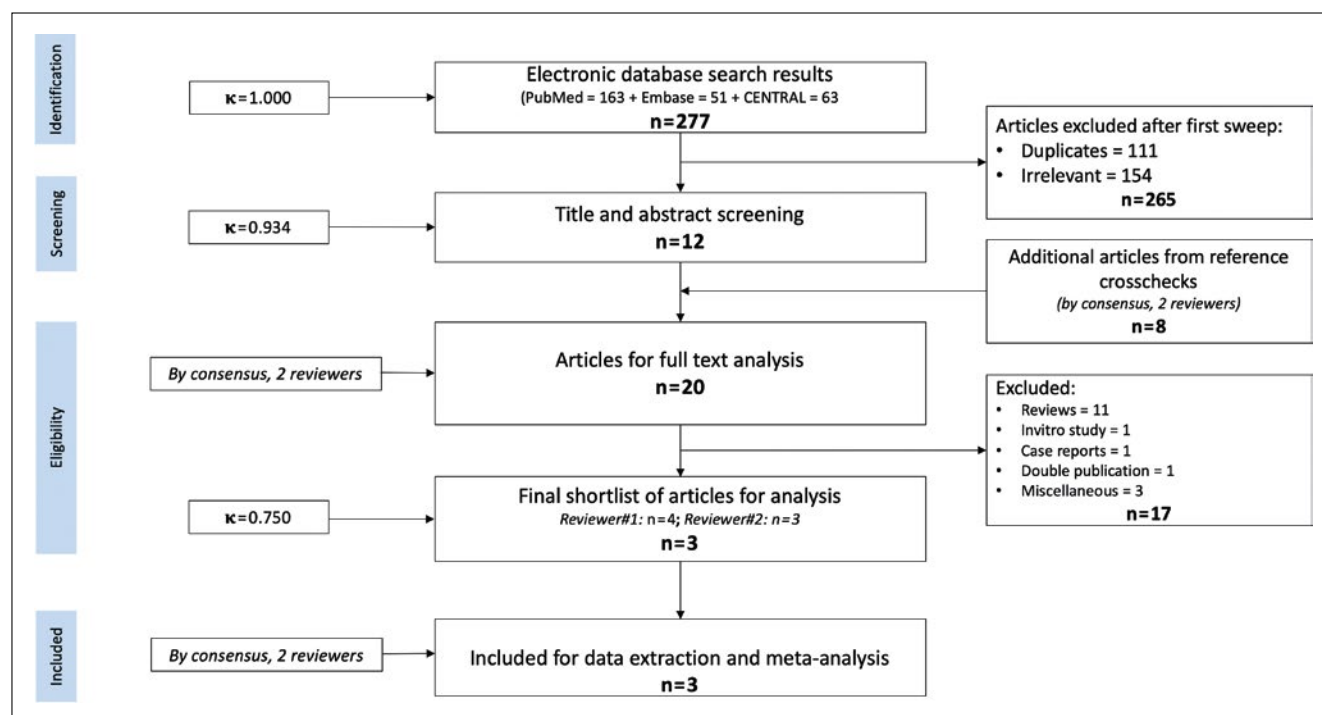 Identification
κ=1.000
Electronic database search results
(PubMed = 163 + Embase = 51 + CENTRAL = 63
n=277
Articles excluded after first sweep:
• Duplicates = 111
• Irrelevant = 154
n=265
Screening
κ=0.934
Title and abstract screening
n=12
Additional articles from reference
crosschecks
(by consensus, 2 reviewers)
n=8
Eligibility
By consensus, 2 reviewers
Articles for full text analysis
n=20
Excluded:
• Reviews = 11
• Invitro study = 1
• Case reports = 1
• Double publication = 1
• Miscellaneous = 3
n=17
κ=0.750
Final shortlist of articles for analysis
Reviewer#1: n=4; Reviewer#2: n=3
n=3
Included
By consensus, 2 reviewers
Included for data extraction and meta-analysis
n=3